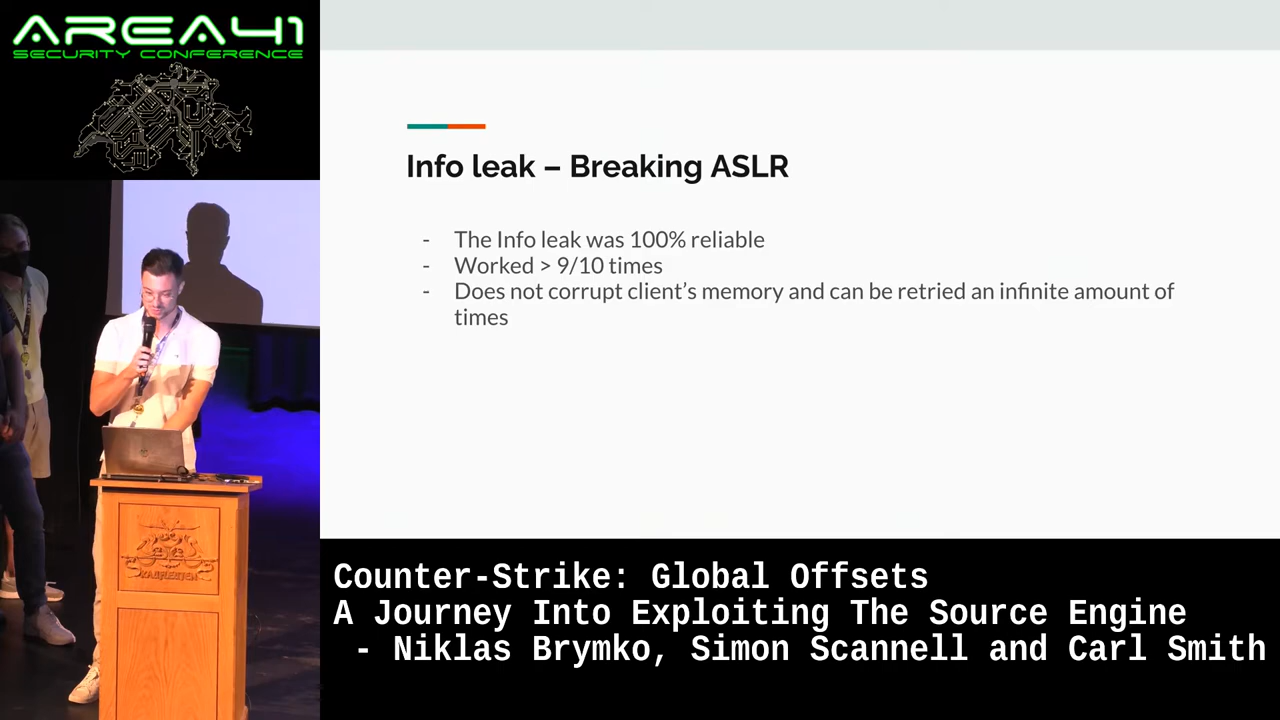 AREA41
SECURITY CONFERENCE
Info leak – Breaking ASLR
- The Info leak was 100% reliable
- Worked > 9/10 times
- Does not corrupt client's memory and can be retried an infinite amount of
times
KAUFLEUTEN
Counter-Strike: Global Offsets
A Journey Into Exploiting The Source Engine
- Niklas Brymko, Simon Scannell and Carl Smith